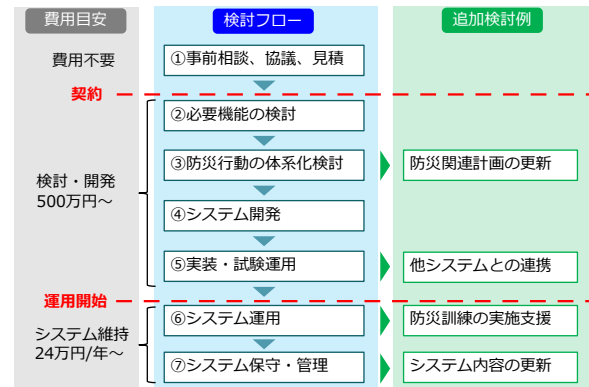 費用目安
検討フロー
追加検討例
費用不要
①事前相談、協議、見積
契約
②必要機能の検討
③防災行動の体系化検討
防災関連計画の更新
検討・開発
500万円～
④システム開発
⑤実装・試験運用
他システムとの連携
運用開始
システム維持
24万円/年～
⑥システム運用
防災訓練の実施支援
⑦システム保守・管理
システム内容の更新